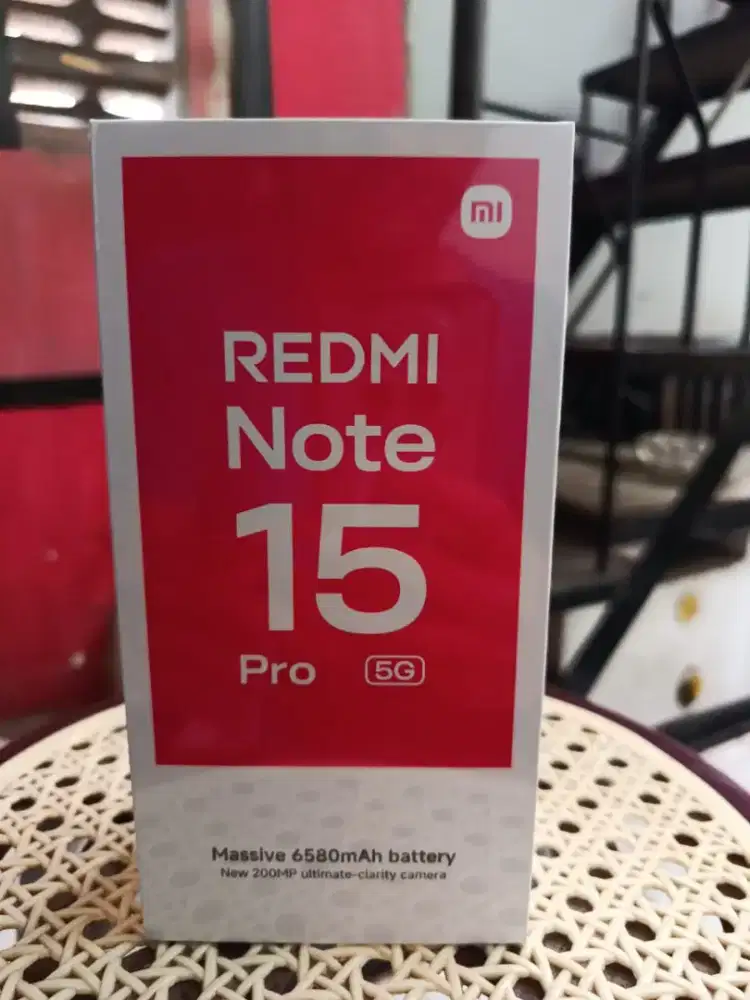 mi
REDMI
Note
15
Pro 5G
Massive 6580mAh battery
New 200MP ultimate-clarity camera